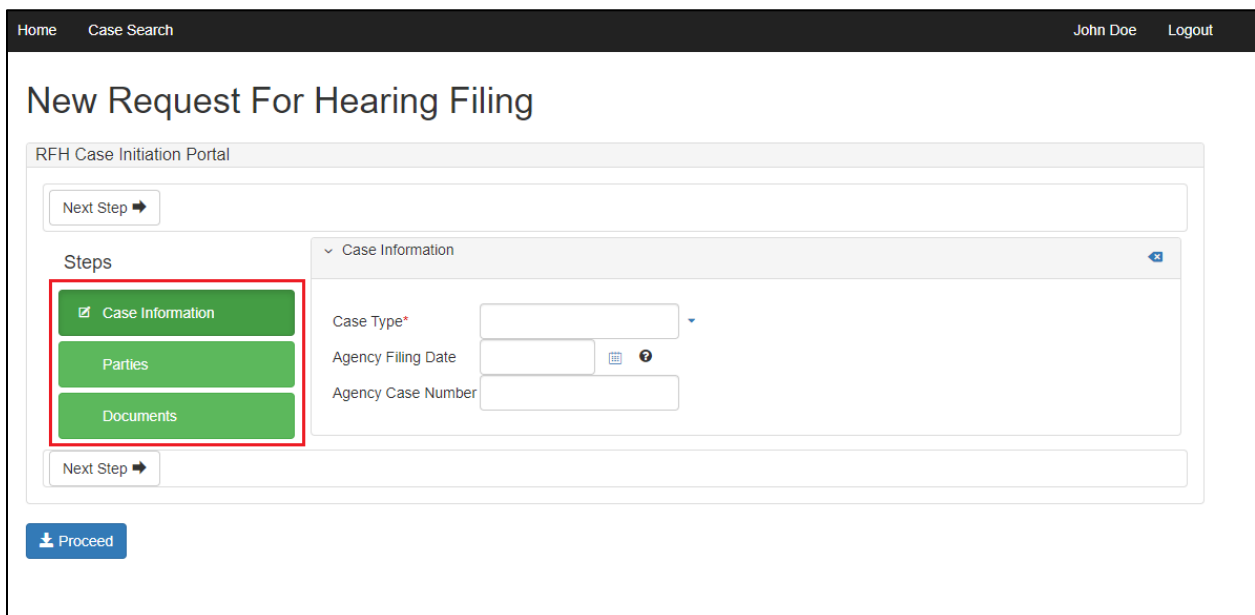 Home Case Search John Doe Logout
New Request For Hearing Filing
RFH Case Initiation Portal
Next Step
Steps
Case Information
Parties
Documents
Case Information
Case Type*
Agency Filing Date
Agency Case Number
Next Step
Proceed